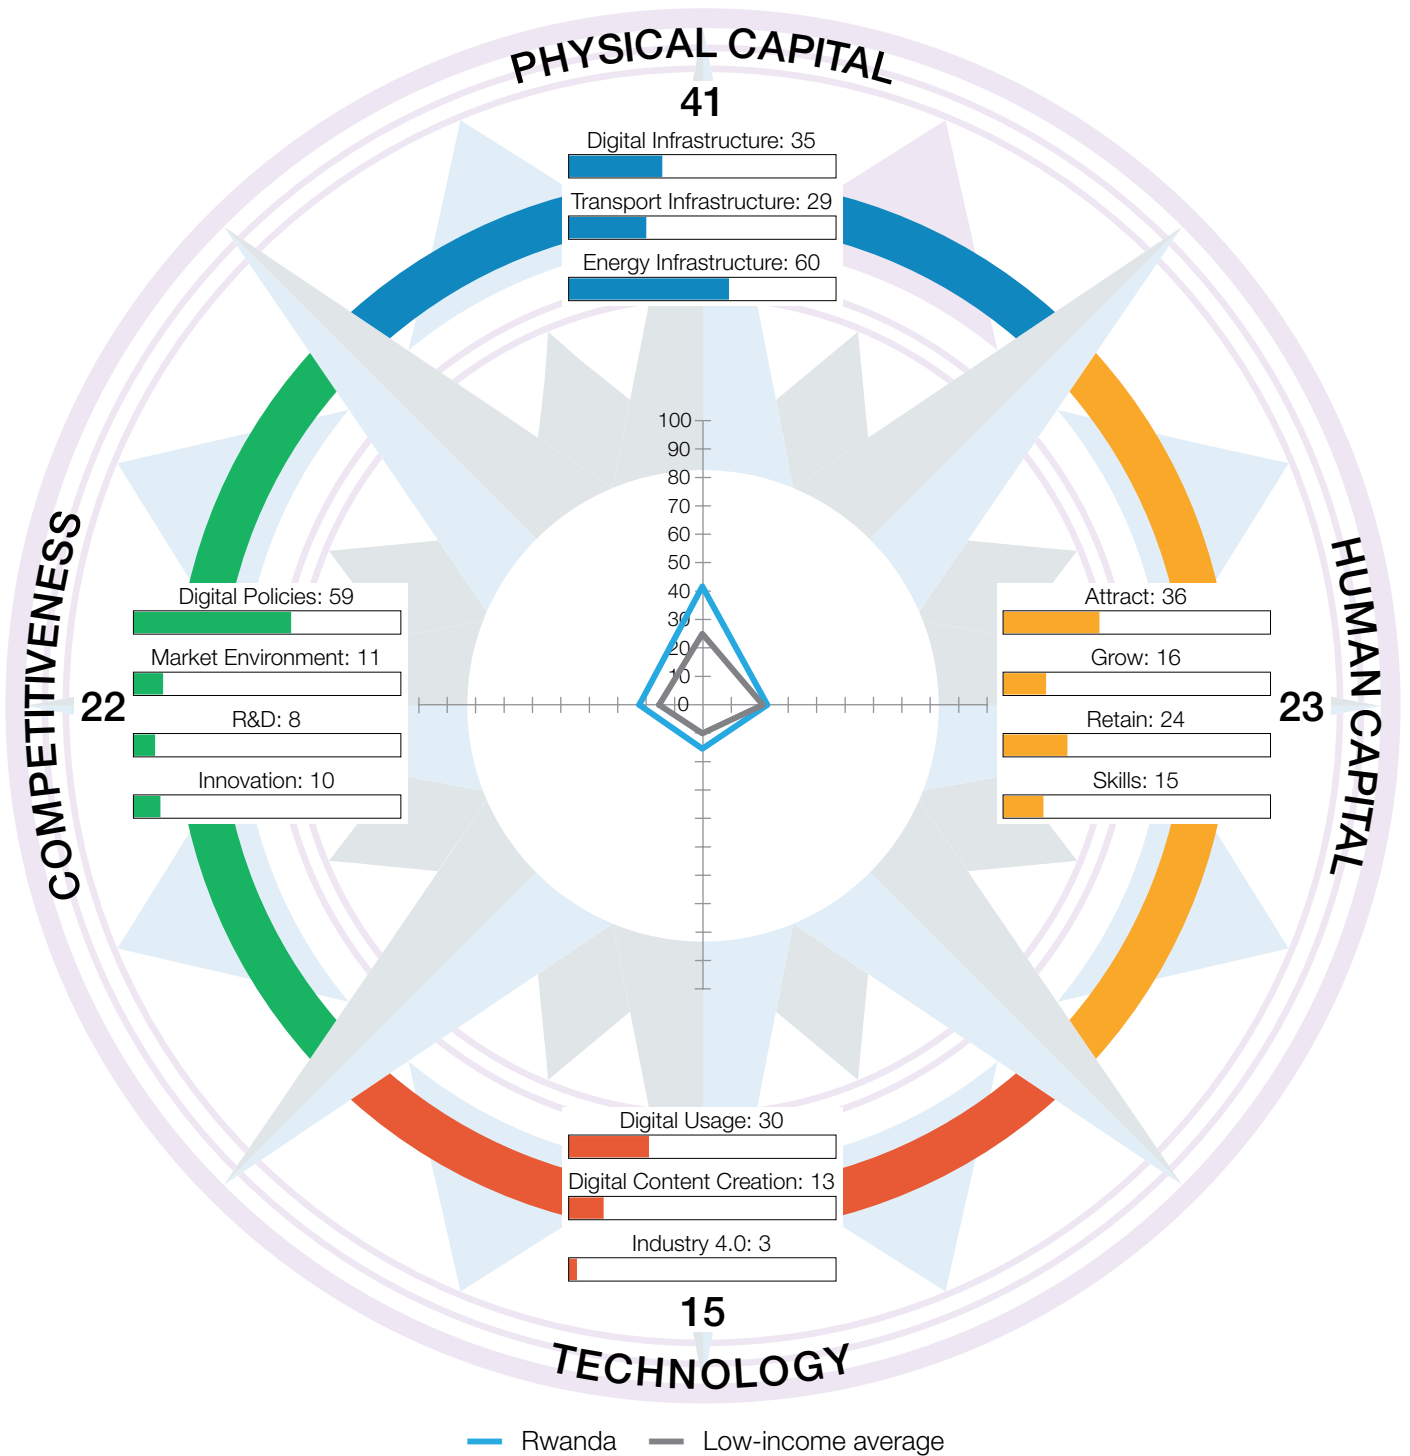 PHYSICAL CAPITAL
41
Digital Infrastructure: 35
Transport Infrastructure: 29
Energy Infrastructure: 60
100
90
80
70
60
50
40
30
20
10
0
COMPETITIVENESS
22
Digital Policies: 59
Market Environment: 11
R&D: 8
Innovation: 10
HUMAN CAPITAL
23
Attract: 36
Grow: 16
Retain: 24
Skills: 15
Digital Usage: 30
Digital Content Creation: 13
Industry 4.0: 3
15
TECHNOLOGY
Rwanda
Low-income average